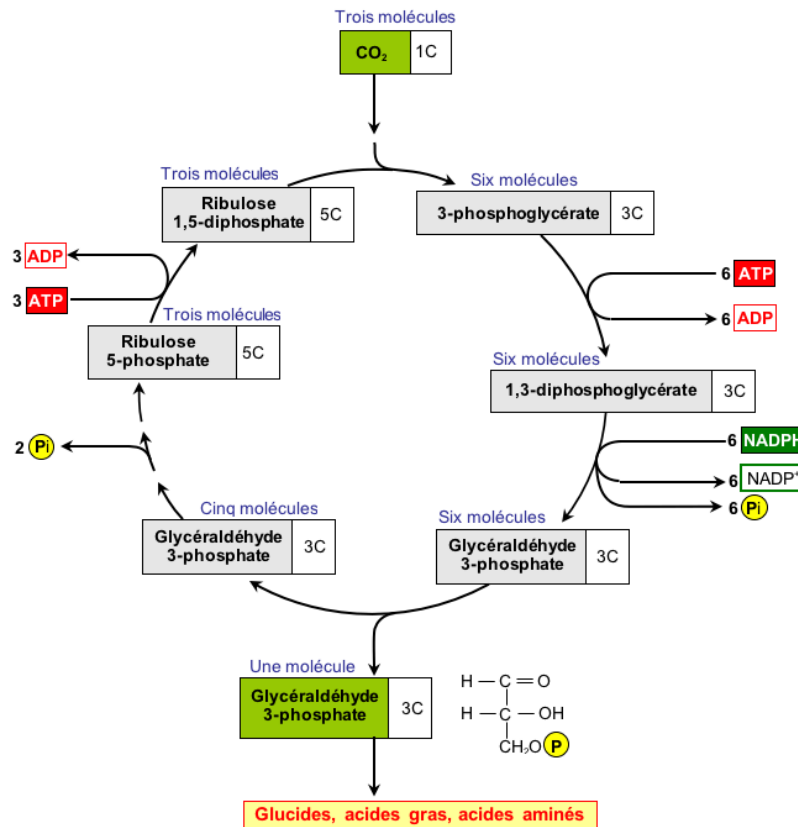 Trois molécules
CO₂ 1C
Trois molécules
Ribulose
1,5-diphosphate
5C
Six molécules
3-phosphoglycérate 3C
3 ADP
3 ATP
6 ATP
6 ADP
Trois molécules
Ribulose
5-phosphate
5C
Six molécules
1,3-diphosphoglycérate 3C
2 Pi
6 NADPH
6 NADP⁺
6 Pi
Cinq molécules
Glycéraldéhyde
3-phosphate
3C
Six molécules
Glycéraldéhyde
3-phosphate
3C
Une molécule
Glycéraldéhyde
3-phosphate
3C
H — C = O
H — C — OH
CH₂O P
Glucides, acides gras, acides aminés